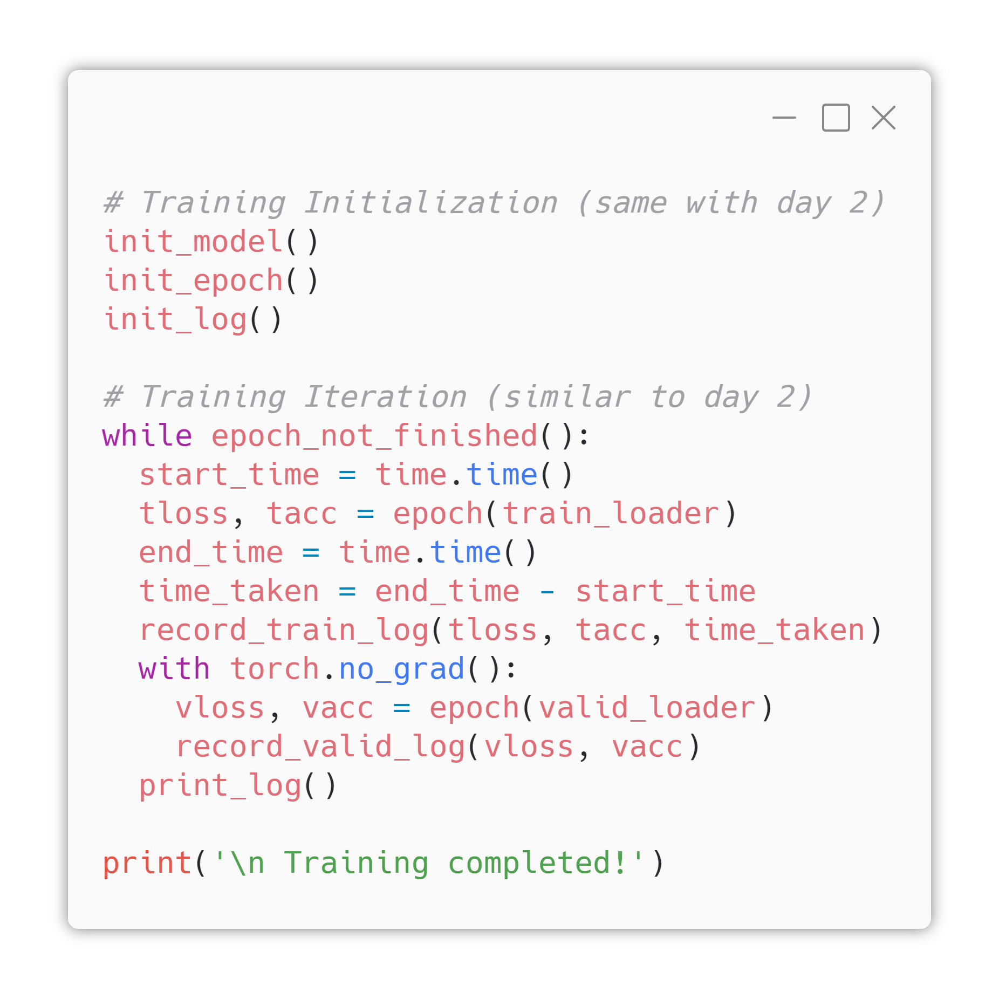 # Training Initialization (same with day 2)
init_model()
init_epoch()
init_log()

# Training Iteration (similar to day 2)
while epoch_not_finished():
  start_time = time.time()
  tloss, tacc = epoch(train_loader)
  end_time = time.time()
  time_taken = end_time - start_time
  record_train_log(tloss, tacc, time_taken)
  with torch.no_grad():
    vloss, vacc = epoch(valid_loader)
    record_valid_log(vloss, vacc)
  print_log()

print('\n Training completed!')